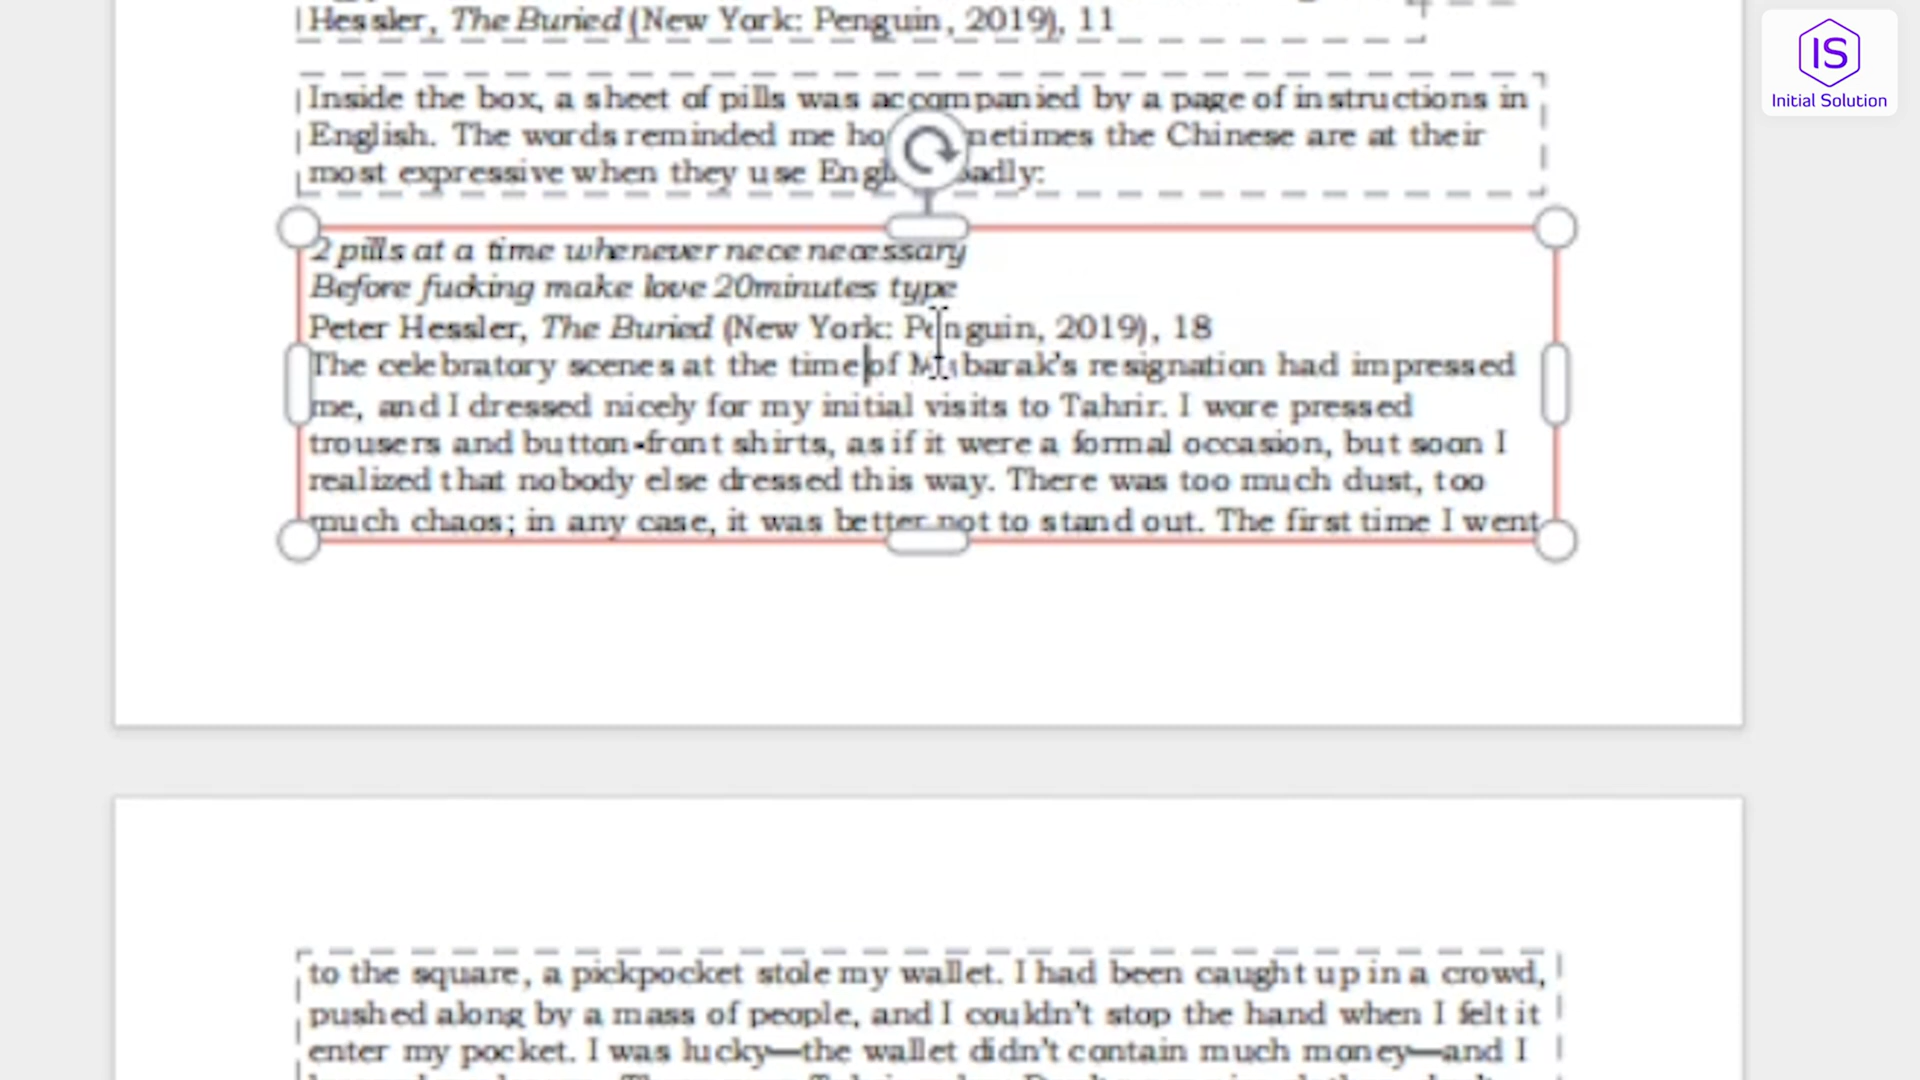 Hessler, The Buried (New York: Penguin, 2019), 11
IS
Initial Solution
Inside the box, a sheet of pills was accompanied by a page of instructions in
English. The words reminded me metimes the Chinese are at their
most expressive when they use adly:
2 pills at a time whenever nece necessary
Before fucking make love 20minutes type
Peter Hessler, The Buried (New York: Penguin, 2019), 18
The celebratory scenes at the time of Mubarak's resignation had impressed
me, and I dressed nicely for my initial visits to Tahrir. I wore pressed
trousers and button-front shirts, as if it were a formal occasion, but soon I
realized that nobody else dressed this way. There was too much dust, too
much chaos; in any case, it was better not to stand out. The first time I went
to the square, a pickpocket stole my wallet. I had been caught up in a crowd,
pushed along by a mass of people, and I couldn't stop the hand when I felt it
enter my pocket. I was lucky—the wallet didn't contain much money—and I